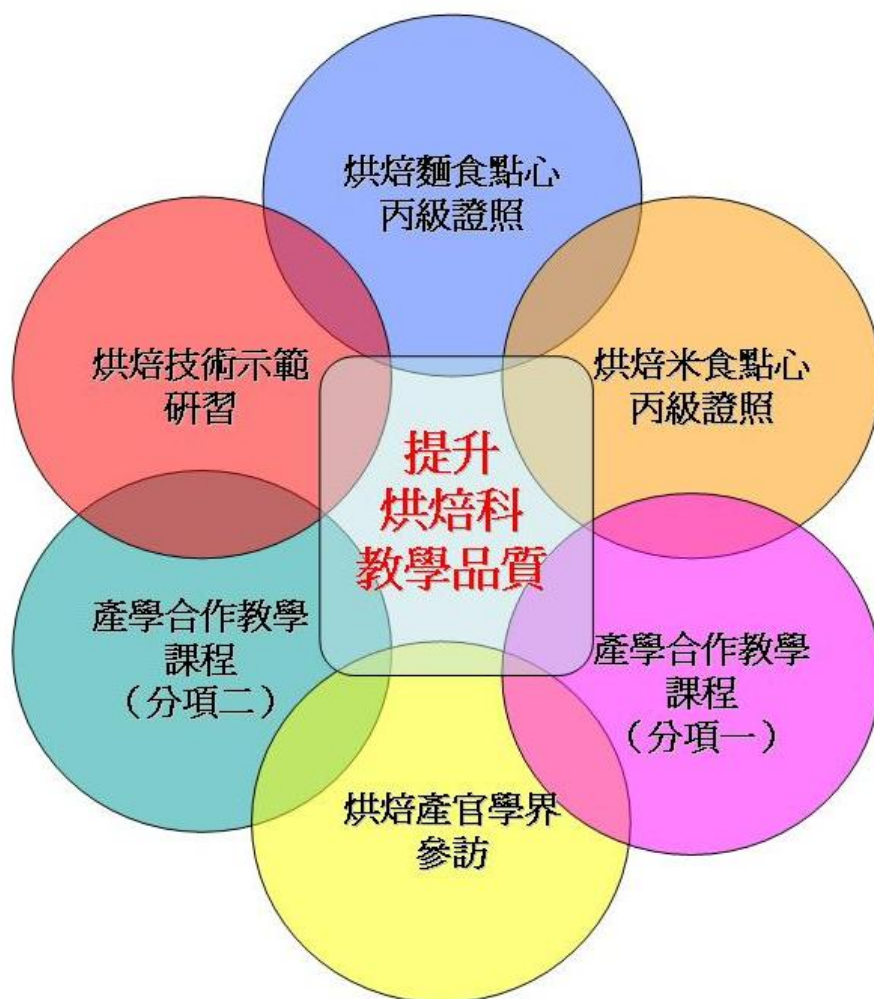 烘焙麵食點心
丙級證照
烘焙技術示範
研習
烘焙米食點心
丙級證照
提升
烘焙科
教學品質
產學合作教學
課程
（分項二）
產學合作教學
課程
（分項一）
烘焙產官學界
參訪